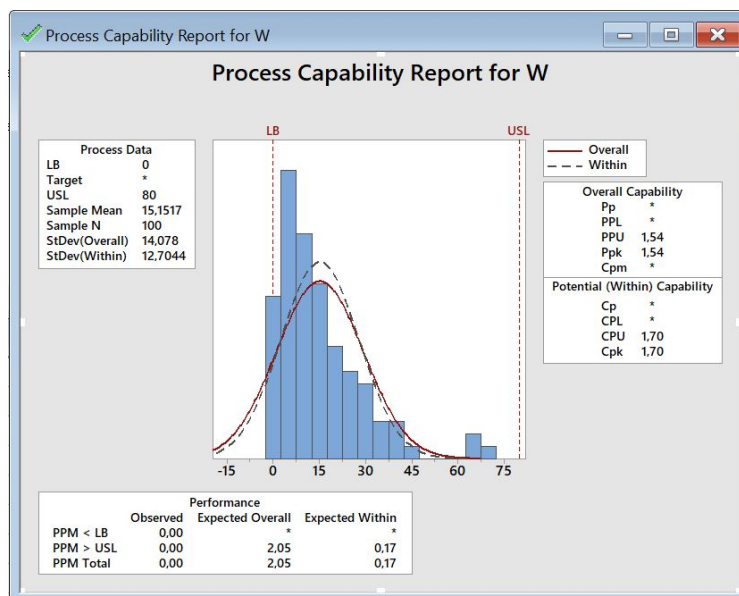 Process Capability Report for W
Process Capability Report for W
LB USL
Process Data
LB 0
Target *
USL 80
Sample Mean 15,1517
Sample N 100
StDev(Overall) 14,078
StDev(Within) 12,7044
Overall
Within
Overall Capability
Pp *
PPL *
PPU 1,54
Ppk 1,54
Cpm *
Potential (Within) Capability
Cp *
CPL *
CPU 1,70
Cpk 1,70
-15 0 15 30 45 60 75
Performance
Observed Expected Overall Expected Within
PPM < LB 0,00 * *
PPM > USL 0,00 2,05 0,17
PPM Total 0,00 2,05 0,17